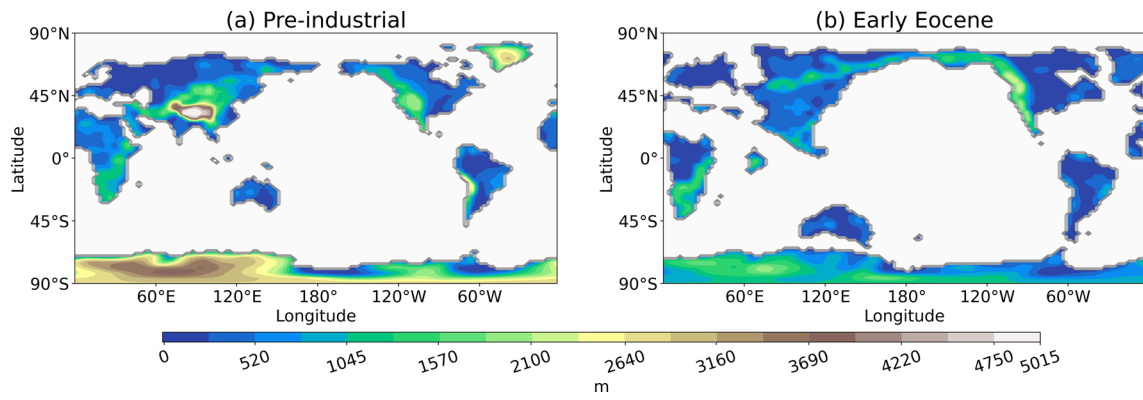 (a) Pre-industrial
(b) Early Eocene
90°N
45°N
0°
45°S
90°S
Latitude
60°E 120°E 180° 120°W 60°W
Longitude
90°N
45°N
0°
45°S
90°S
Latitude
60°E 120°E 180° 120°W 60°W
Longitude
0 520 1045 1570 2100 2640 3160 3690 4220 4750 5015
m